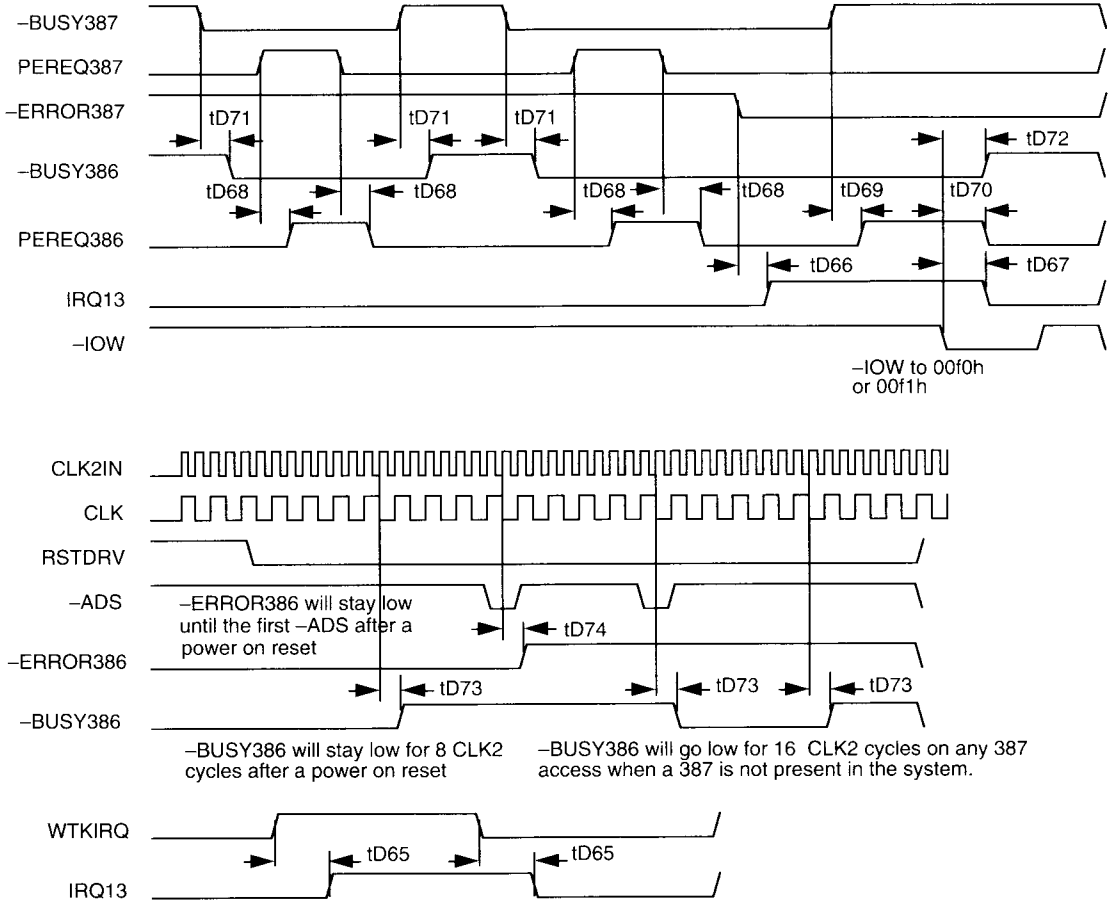 –BUSY387
PEREQ387
–ERROR387
tD71 tD71 tD71
tD72
–BUSY386
tD68 tD68 tD68 tD68 tD69 tD70
PEREQ386
tD66 tD67
IRQ13
–IOW
–IOW to 00f0h
or 00f1h
CLK2IN
CLK
RSTDRV
–ADS
–ERROR386 will stay low
until the first –ADS after a
power on reset
tD74
–ERROR386
tD73 tD73 tD73
–BUSY386
–BUSY386 will stay low for 8 CLK2
cycles after a power on reset
–BUSY386 will go low for 16 CLK2 cycles on any 387
access when a 387 is not present in the system.
WTKIRQ
tD65 tD65
IRQ13